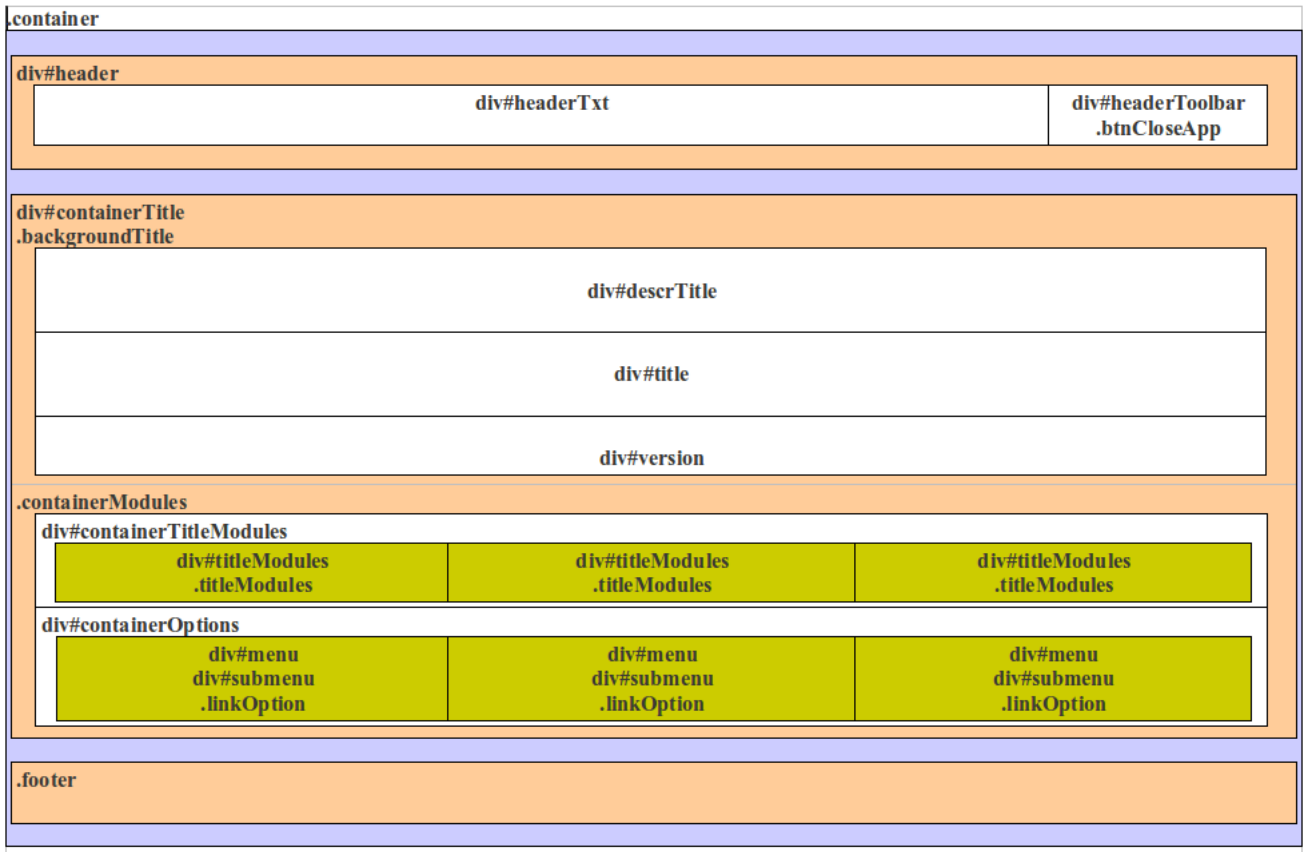 .container
div#header
div#headerTxt
div#headerToolbar
.btnCloseApp
div#containerTitle
.backgroundTitle
div#descrTitle
div#title
div#version
.containerModules
div#containerTitleModules
div#titleModules
.titleModules
div#titleModules
.titleModules
div#titleModules
.titleModules
div#containerOptions
div#menu
div#submenu
.linkOption
div#menu
div#submenu
.linkOption
div#menu
div#submenu
.linkOption
.footer